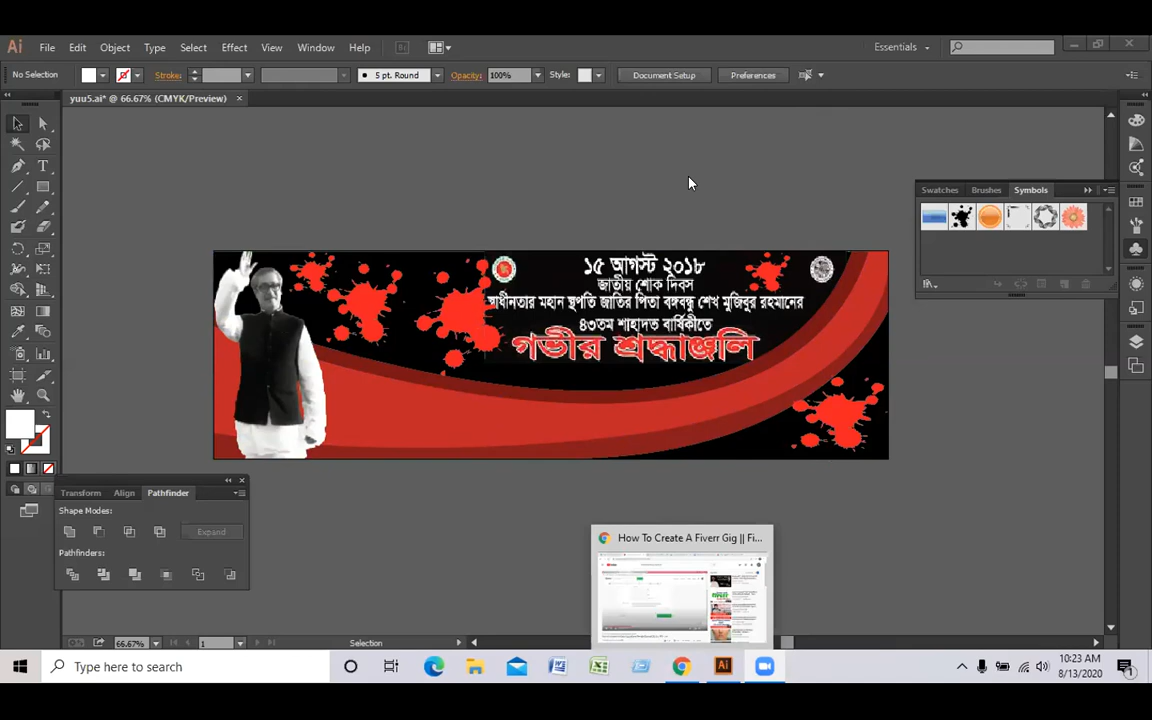 Ai File Edit Object Type Select Effect View Window Help Br Essentials
No Selection Stroke: 5 pt. Round Opacity: 100% Style: Document Setup Preferences
yuu5.ai* @ 66.67% (CMYK/Preview) ×
Swatches Brushes Symbols
১৫ আগস্ট ২০১৮
জাতীয় শোক দিবস
স্বাধীনতার মহান স্থপতি জাতির পিতা বঙ্গবন্ধু শেখ মুজিবুর রহমানের
৪৩তম শাহাদত বার্ষিকীতে
গভীর শ্রদ্ধাঞ্জলি
Transform Align Pathfinder
Shape Modes:
Expand
Pathfinders:
How To Create A Fiverr Gig || Fi...
66.67% 1 Selection
Type here to search
10:23 AM
8/13/2020